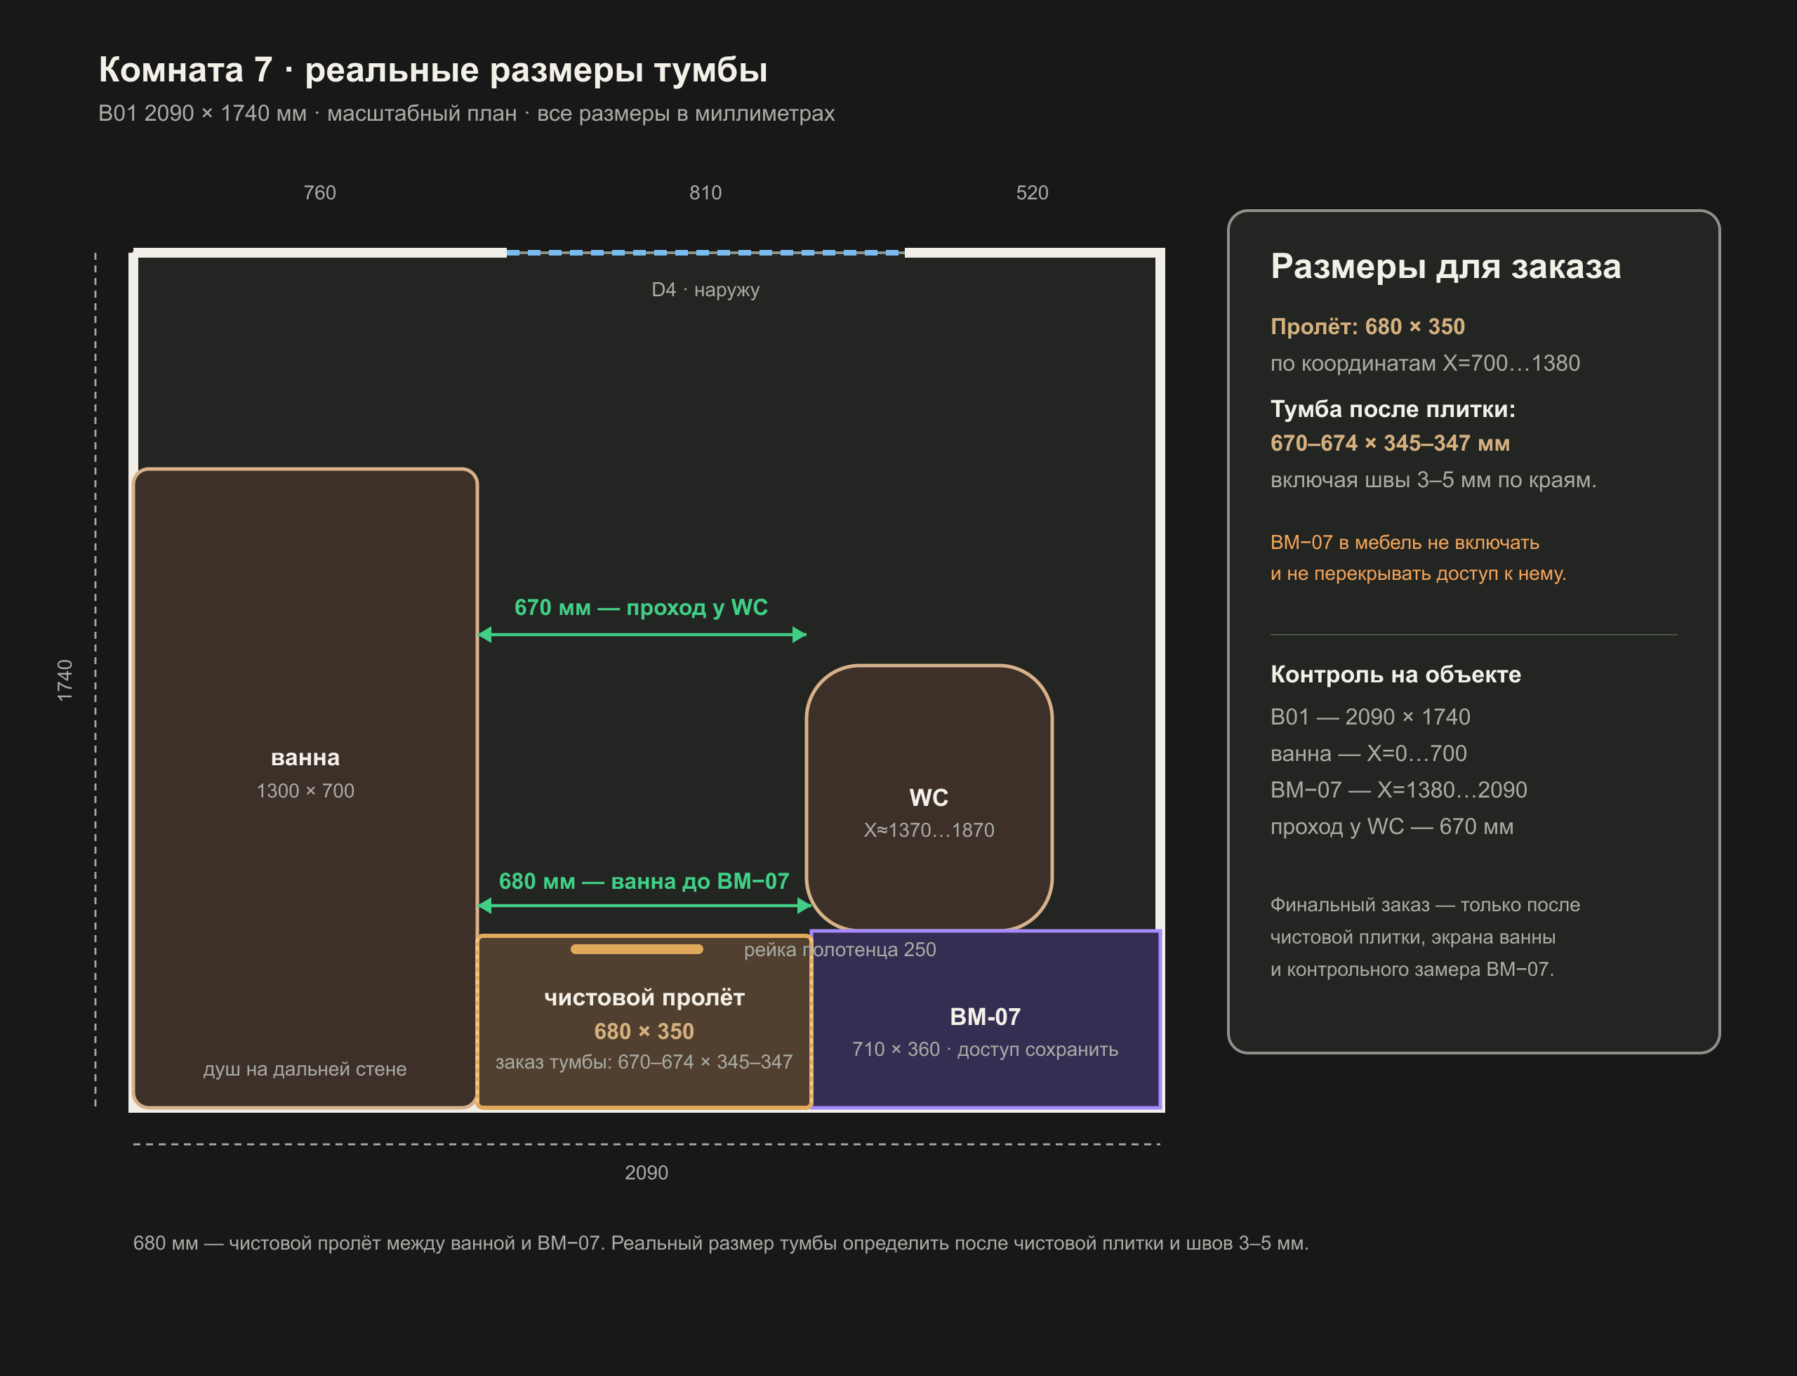 Комната 7 · реальные размеры тумбы
B01 2090 × 1740 мм · масштабный план · все размеры в миллиметрах
760
810
520
D4 · наружу
1740
670 мм — проход у WC
ванна
1300 × 700
WC
X≈1370…1870
680 мм — ванна до ВМ−07
рейка полотенца 250
чистовой пролёт
680 × 350
заказ тумбы: 670–674 × 345–347
BM-07
710 × 360 · доступ сохранить
душ на дальней стене
2090
Размеры для заказа
Пролёт: 680 × 350
по координатам X=700…1380
Тумба после плитки:
670–674 × 345–347 мм
включая швы 3–5 мм по краям.
ВМ−07 в мебель не включать
и не перекрывать доступ к нему.
Контроль на объекте
B01 — 2090 × 1740
ванна — X=0…700
ВМ−07 — X=1380…2090
проход у WC — 670 мм
Финальный заказ — только после
чистовой плитки, экрана ванны
и контрольного замера ВМ−07.
680 мм — чистовой пролёт между ванной и ВМ−07. Реальный размер тумбы определить после чистовой плитки и швов 3–5 мм.